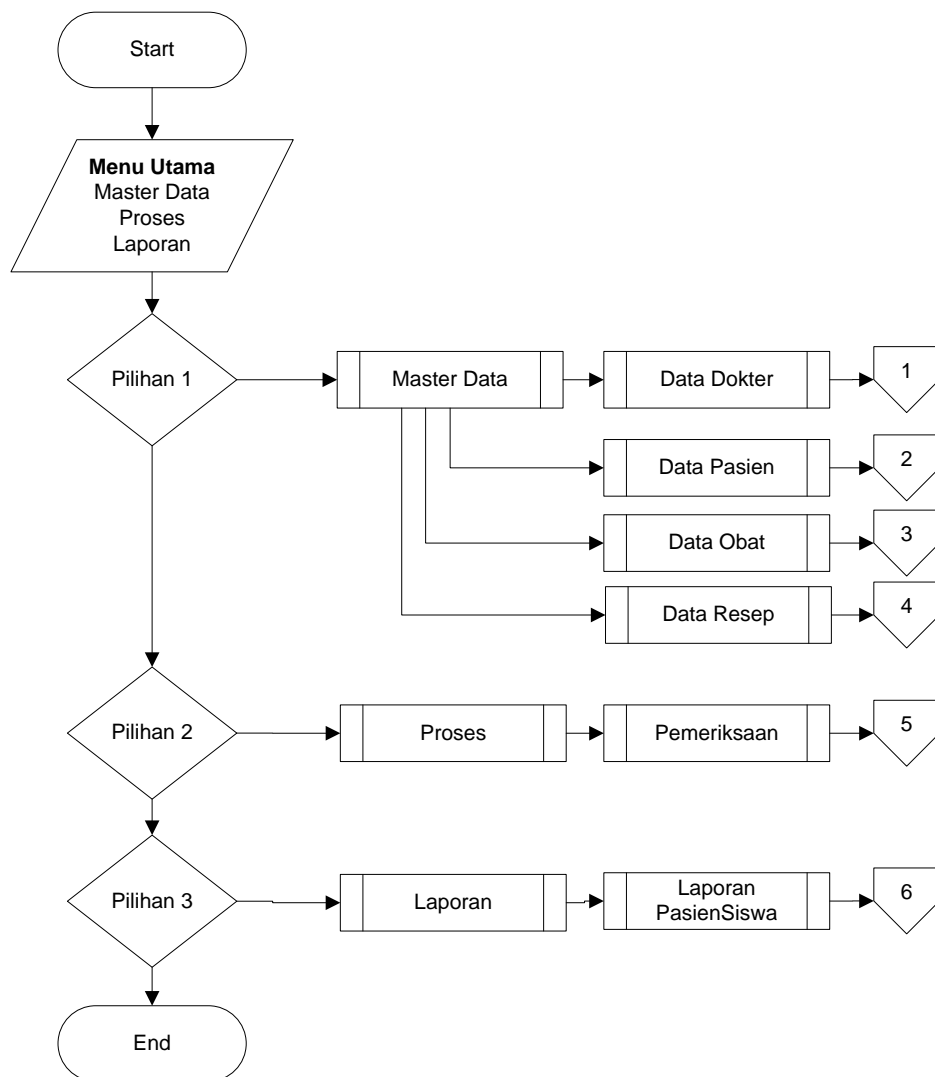 Start
Menu Utama
Master Data
Proses
Laporan
Pilihan 1
Master Data
Data Dokter
1
Data Pasien
2
Data Obat
3
Data Resep
4
Pilihan 2
Proses
Pemeriksaan
5
Pilihan 3
Laporan
Laporan
PasienSiswa
6
End